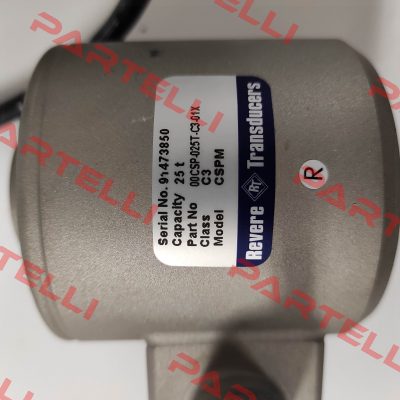 PARTELLI
Serial No. 91473850
Capacity 25 t
Part No 00CSP-025T-C3-01X
Class C3
Model CSPM
Revere RT Transducers
R
PARTELLI
PARTELLI